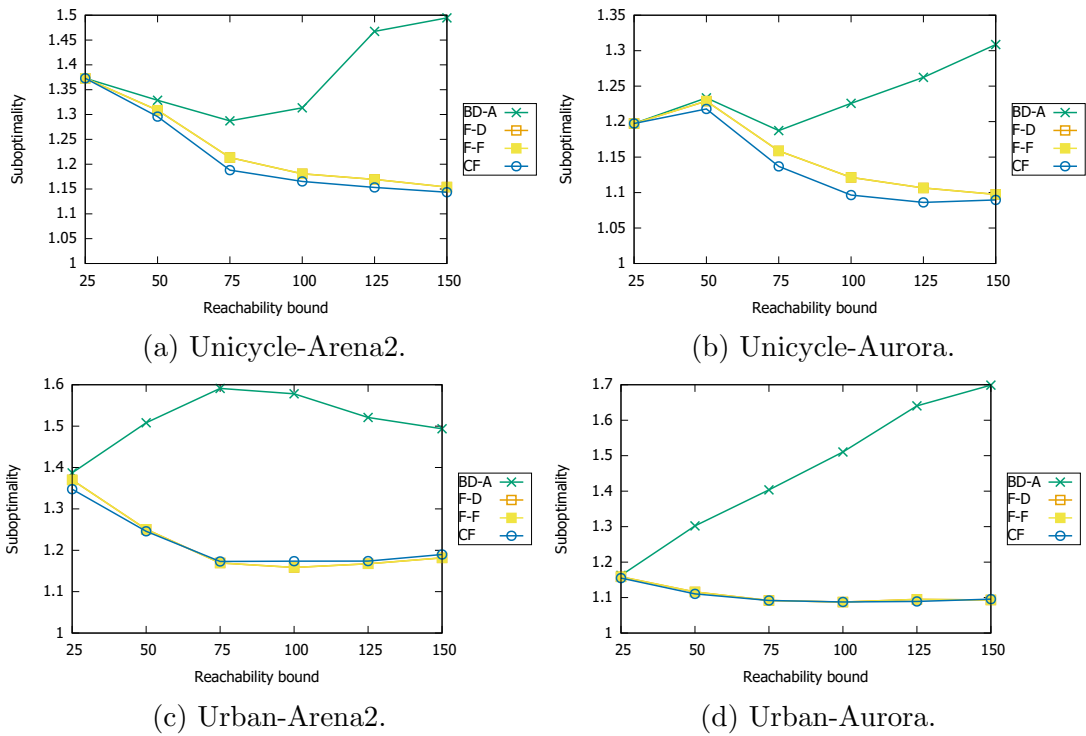 1.5
1.45
1.4
1.35
1.3
1.25
1.2
1.15
1.1
1.05
1
Suboptimality
25 50 75 100 125 150
Reachability bound
BD-A
F-D
F-F
CF
(a) Unicycle-Arena2.
1.35
1.3
1.25
1.2
1.15
1.1
1.05
1
Suboptimality
25 50 75 100 125 150
Reachability bound
BD-A
F-D
F-F
CF
(b) Unicycle-Aurora.
1.6
1.5
1.4
1.3
1.2
1.1
1
Suboptimality
25 50 75 100 125 150
Reachability bound
BD-A
F-D
F-F
CF
(c) Urban-Arena2.
1.7
1.6
1.5
1.4
1.3
1.2
1.1
1
Suboptimality
25 50 75 100 125 150
Reachability bound
BD-A
F-D
F-F
CF
(d) Urban-Aurora.